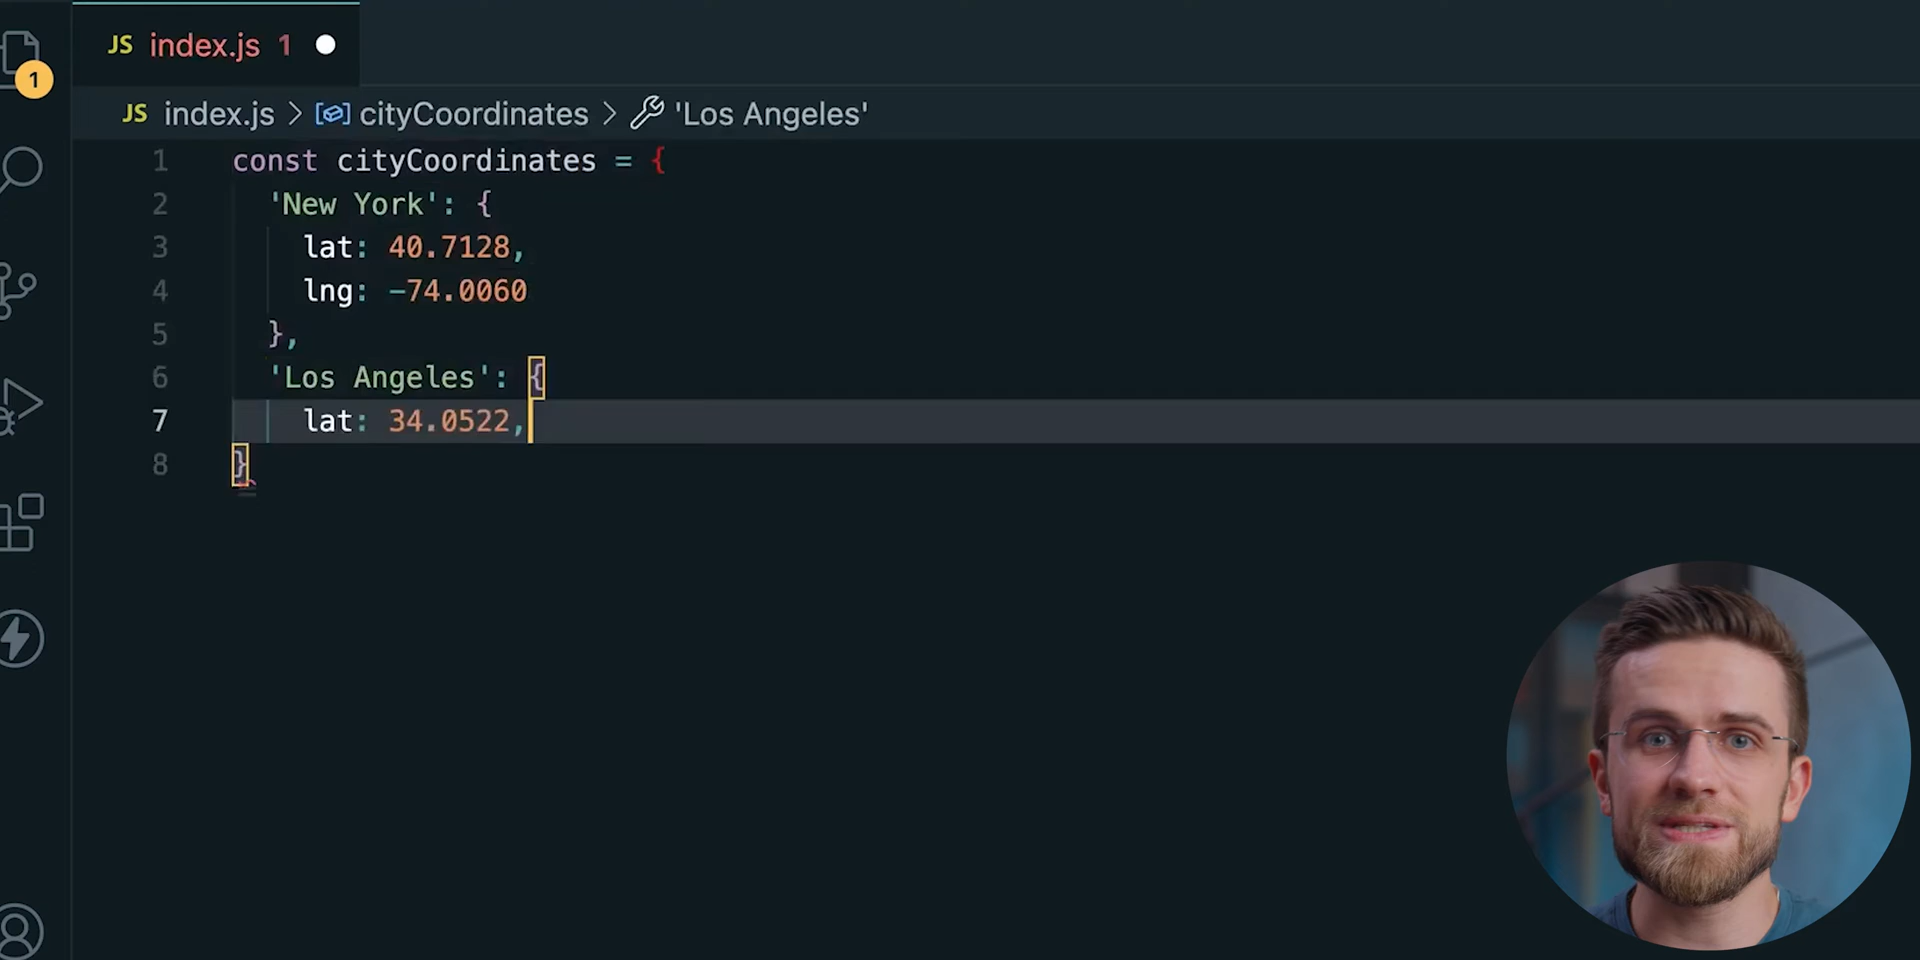 JS index.js 1
1
JS index.js > cityCoordinates > 'Los Angeles'
1 const cityCoordinates = {
2 'New York': {
3 lat: 40.7128,
4 lng: -74.0060
5 },
6 'Los Angeles': {
7 lat: 34.0522,
8 }